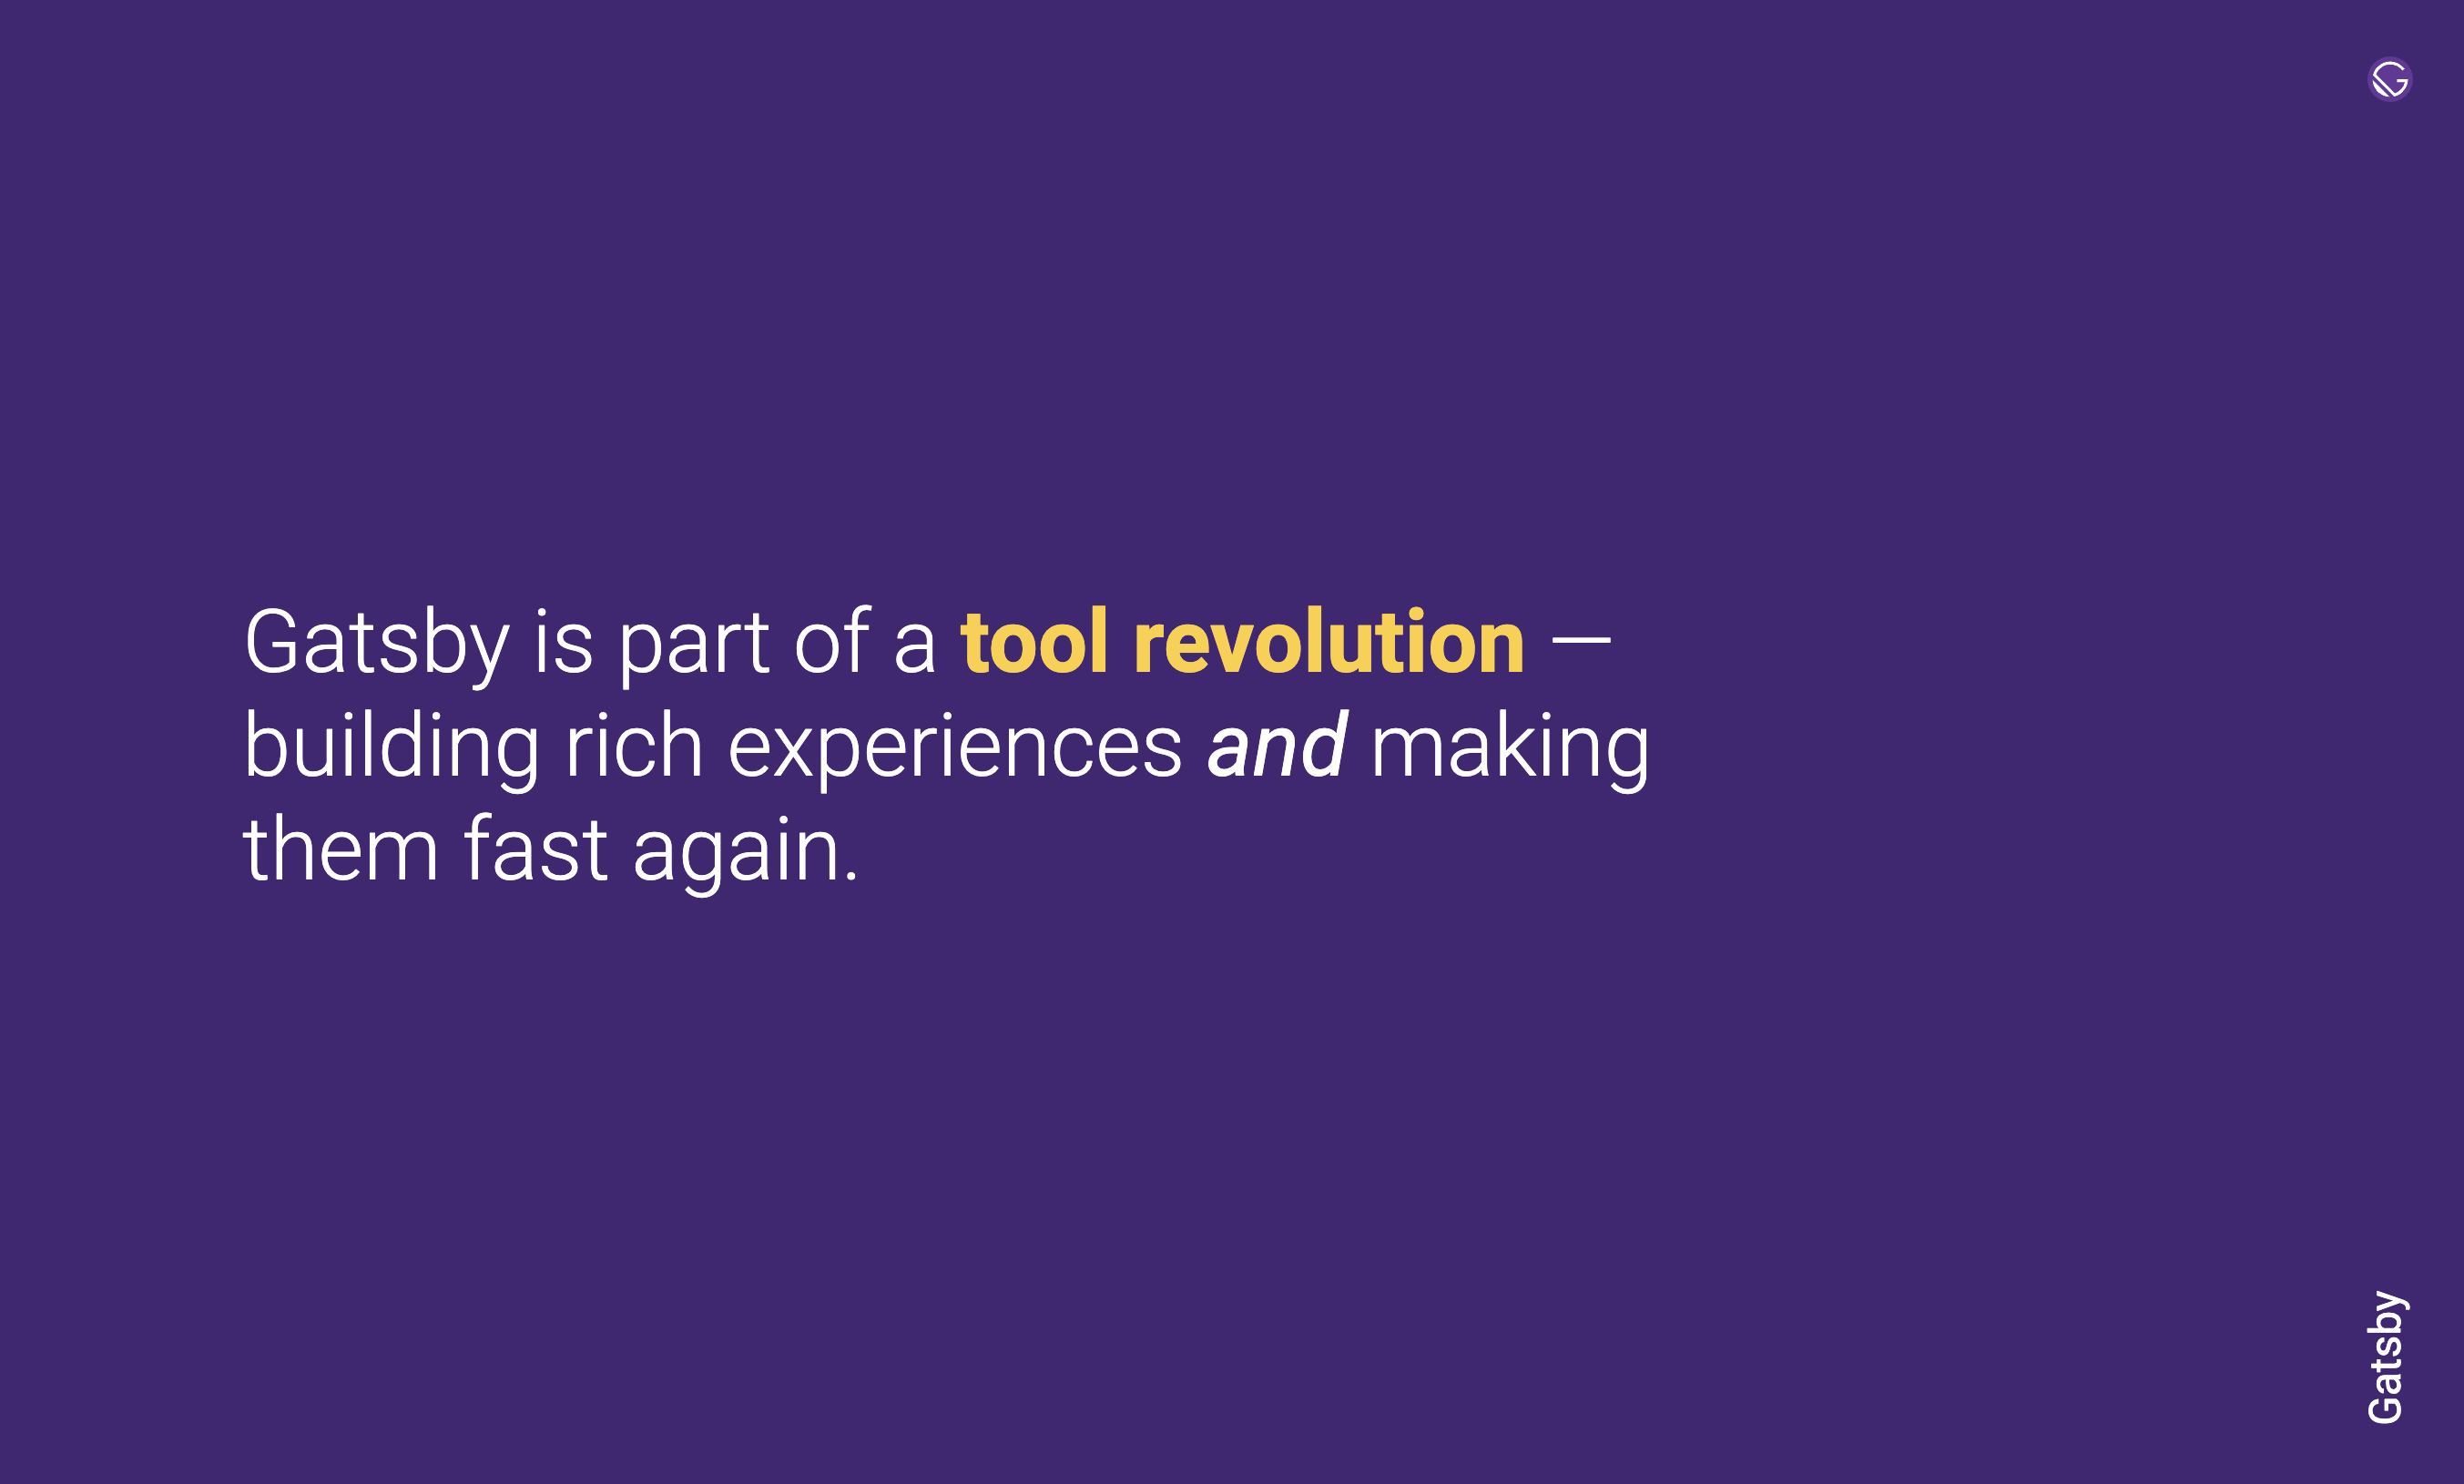 Gatsby is part of a tool revolution —
building rich experiences and making
them fast again.
Gatsby